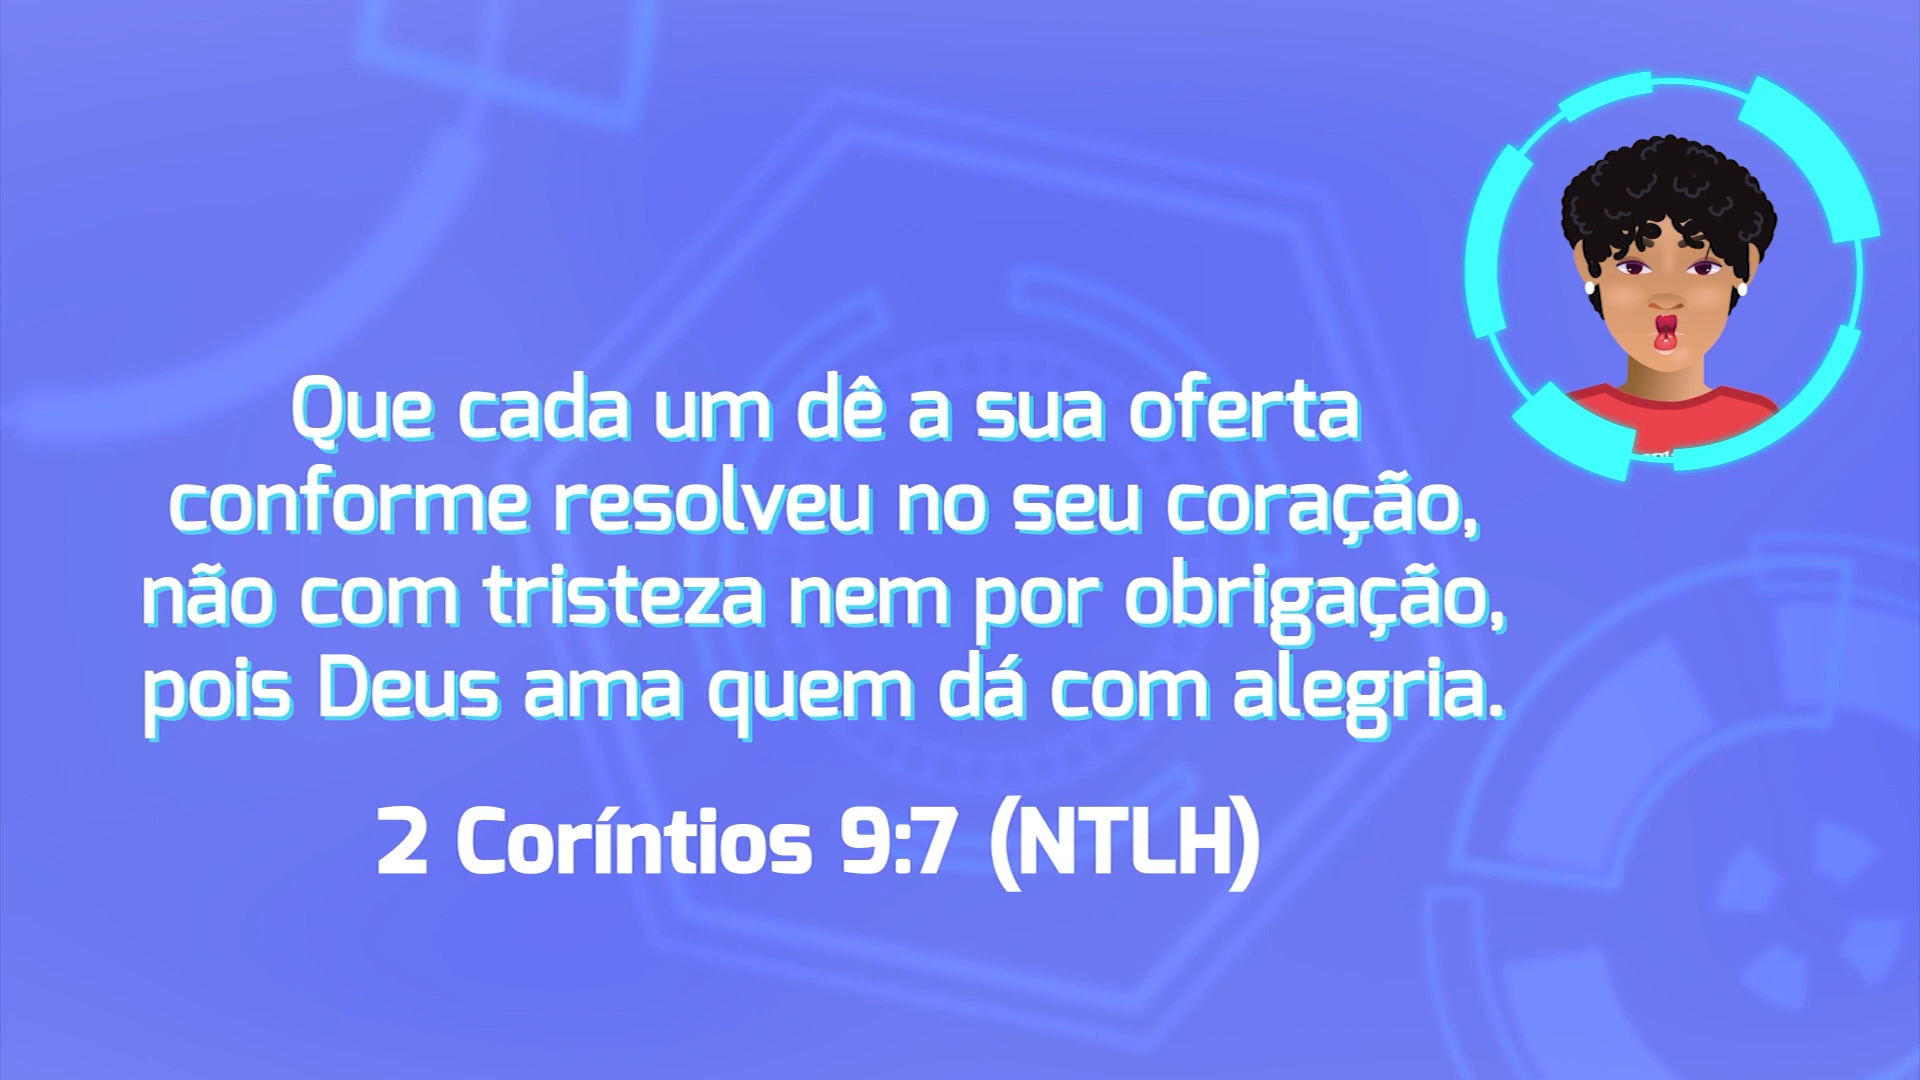 Que cada um dê a sua oferta
conforme resolveu no seu coração,
não com tristeza nem por obrigação,
pois Deus ama quem dá com alegria.
2 Coríntios 9:7 (NTLH)